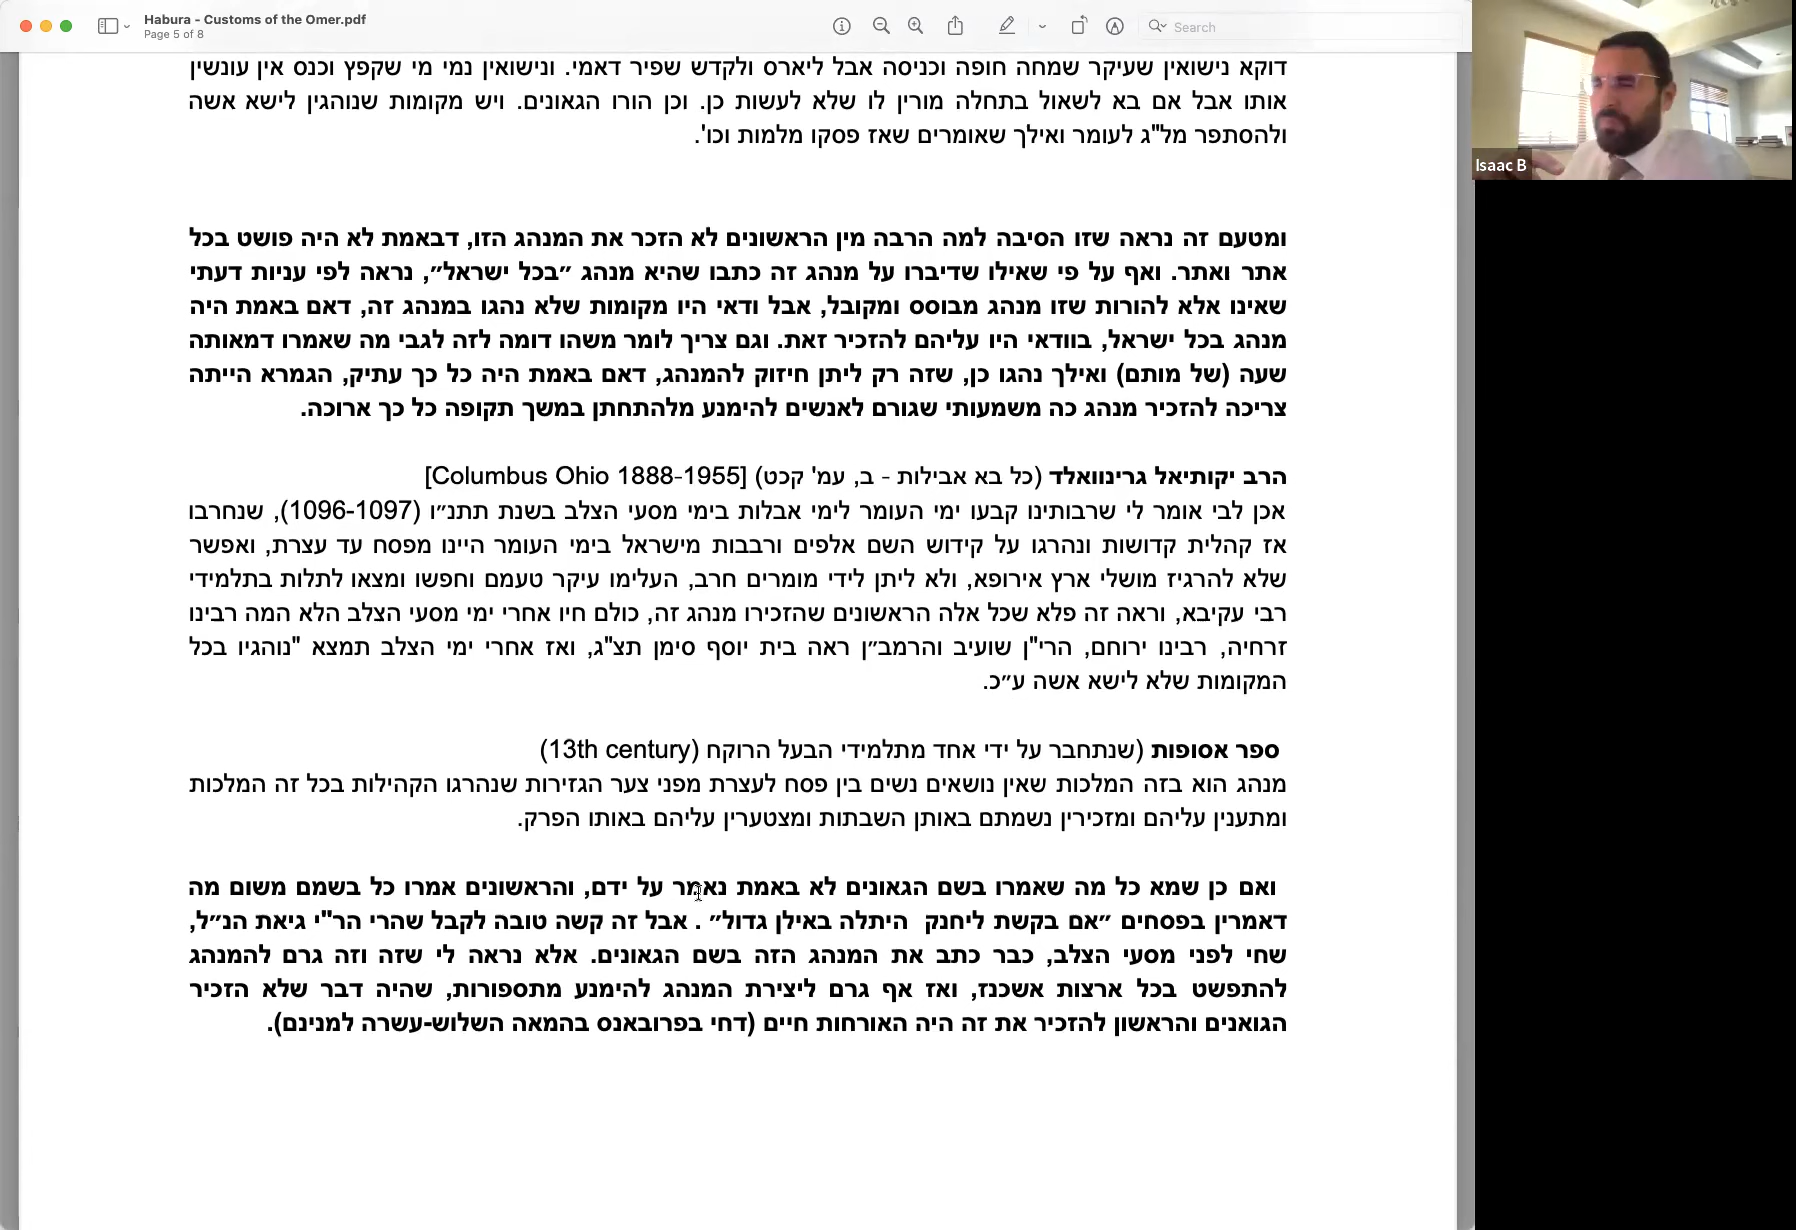 Habura - Customs of the Omer.pdf
Page 5 of 8
Search
Isaac B
דוקא נישואין שעיקר שמחה חופה וכניסה אבל ליארס ולקדש שפיר דאמי. ונישואין נמי מי שקפץ וכנס אין עונשין
אותו אבל אם בא לשאול בתחלה מורין לו שלא לעשות כן. וכן הורו הגאונים. ויש מקומות שנוהגין לישא אשה
ולהסתפר מל"ג לעומר ואילך שאומרים שאז פסקו מלמות וכו'.
ומטעם זה נראה שזו הסיבה למה הרבה מין הראשונים לא הזכר את המנהג הזו, דבאמת לא היה פושט בכל
אתר ואתר. ואף על פי שאילו שדיברו על מנהג זה כתבו שהיא מנהג ״בכל ישראל״, נראה לפי עניות דעתי
שאינו אלא להורות שזו מנהג מבוסס ומקובל, אבל ודאי היו מקומות שלא נהגו במנהג זה, דאם באמת היה
מנהג בכל ישראל, בוודאי היו עליהם להזכיר זאת. וגם צריך לומר משהו דומה לזה לגבי מה שאמרו דמאותה
שעה (של מותם) ואילך נהגו כן, שזה רק ליתן חיזוק להמנהג, דאם באמת היה כל כך עתיק, הגמרא הייתה
צריכה להזכיר מנהג כה משמעותי שגורם לאנשים להימנע מלהתחתן במשך תקופה כל כך ארוכה.
הרב יקותיאל גרינוואלד (כל בא אבילות - ב, עמ' קכט) [Columbus Ohio 1888-1955]
אכן לבי אומר לי שרבותינו קבעו ימי העומר לימי אבלות בימי מסעי הצלב בשנת תתנ״ו (1096-1097), שנחרבו
אז קהלית קדושות ונהרגו על קידוש השם אלפים ורבבות מישראל בימי העומר היינו מפסח עד עצרת, ואפשר
שלא להרגיז מושלי ארץ אירופא, ולא ליתן לידי מומרים חרב, העלימו עיקר טעמם וחפשו ומצאו לתלות בתלמידי
רבי עקיבא, וראה זה פלא שכל אלה הראשונים שהזכירו מנהג זה, כולם חיו אחרי ימי מסעי הצלב הלא המה רבינו
זרחיה, רבינו ירוחם, הרי"ן שועיב והרמב״ן ראה בית יוסף סימן תצ"ג, ואז אחרי ימי הצלב תמצא "נוהגיו בכל
המקומות שלא לישא אשה ע״כ.
ספר אסופות (שנתחבר על ידי אחד מתלמידי הבעל הרוקח (13th century)
מנהג הוא בזה המלכות שאין נושאים נשים בין פסח לעצרת מפני צער הגזירות שנהרגו הקהילות בכל זה המלכות
ומתענין עליהם ומזכירין נשמתם באותן השבתות ומצטערין עליהם באותו הפרק.
ואם כן שמא כל מה שאמרו בשם הגאונים לא באמת נאמר על ידם, והראשונים אמרו כל בשמם משום מה
דאמרין בפסחים ״אם בקשת ליחנק היתלה באילן גדול״ . אבל זה קשה טובה לקבל שהרי הר"י גיאת הנ״ל,
שחי לפני מסעי הצלב, כבר כתב את המנהג הזה בשם הגאונים. אלא נראה לי שזה וזה גרם להמנהג
להתפשט בכל ארצות אשכנז, ואז אף גרם ליצירת המנהג להימנע מתספורות, שהיה דבר שלא הזכיר
הגואנים והראשון להזכיר את זה היה האורחות חיים (דחי בפרובאנס בהמאה השלוש-עשרה למנינם).